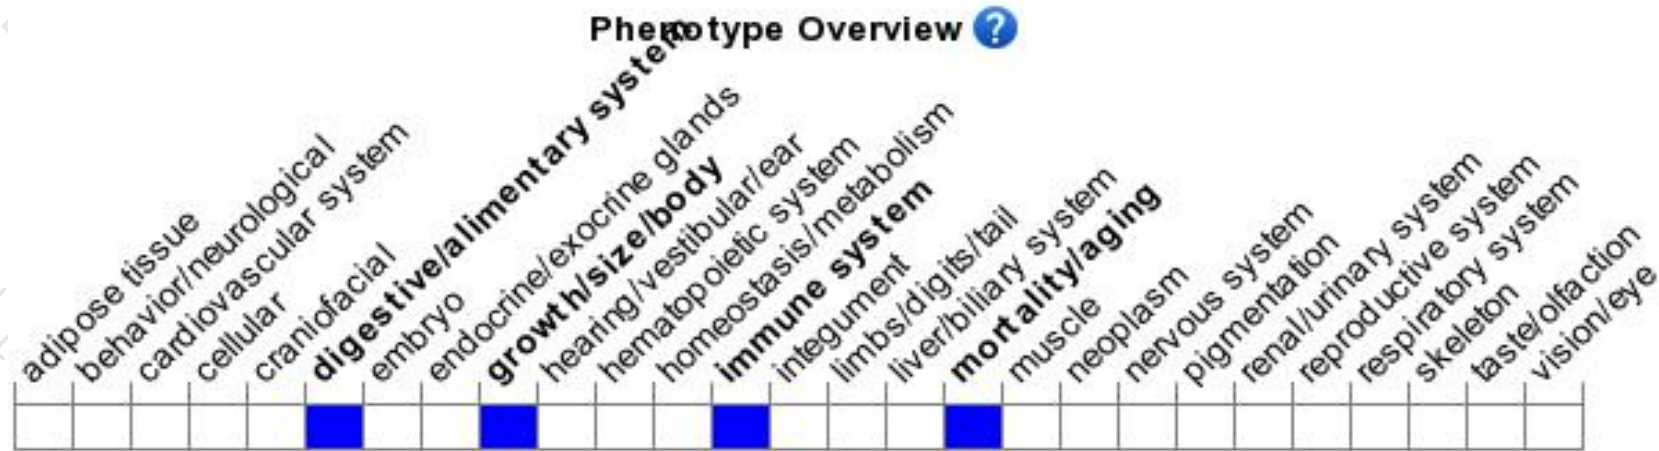 Phenotype Overview ?
adipose tissue
behavior/neurological
cardiovascular system
cellular
craniofacial
digestive/alimentary system
embryo
endocrine/exocrine glands
growth/size/body
hearing/vestibular/ear
hematopoietic system
homeostasis/metabolism
immune system
integument
limbs/digits/tail
liver/biliary system
mortality/aging
muscle
neoplasm
nervous system
pigmentation
renal/urinary system
reproductive system
respiratory system
skeleton
taste/olfaction
vision/eye